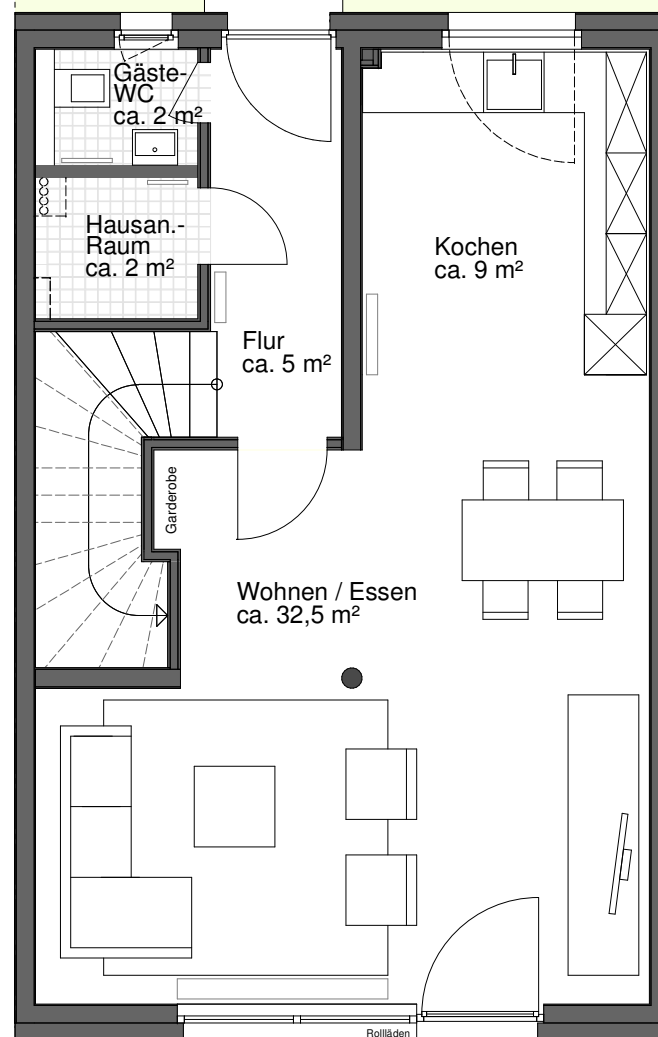 Gäste-
WC
ca. 2 m²
Hausan.-
Raum
ca. 2 m²
Kochen
ca. 9 m²
Flur
ca. 5 m²
Garderobe
Wohnen / Essen
ca. 32,5 m²
Rollläden